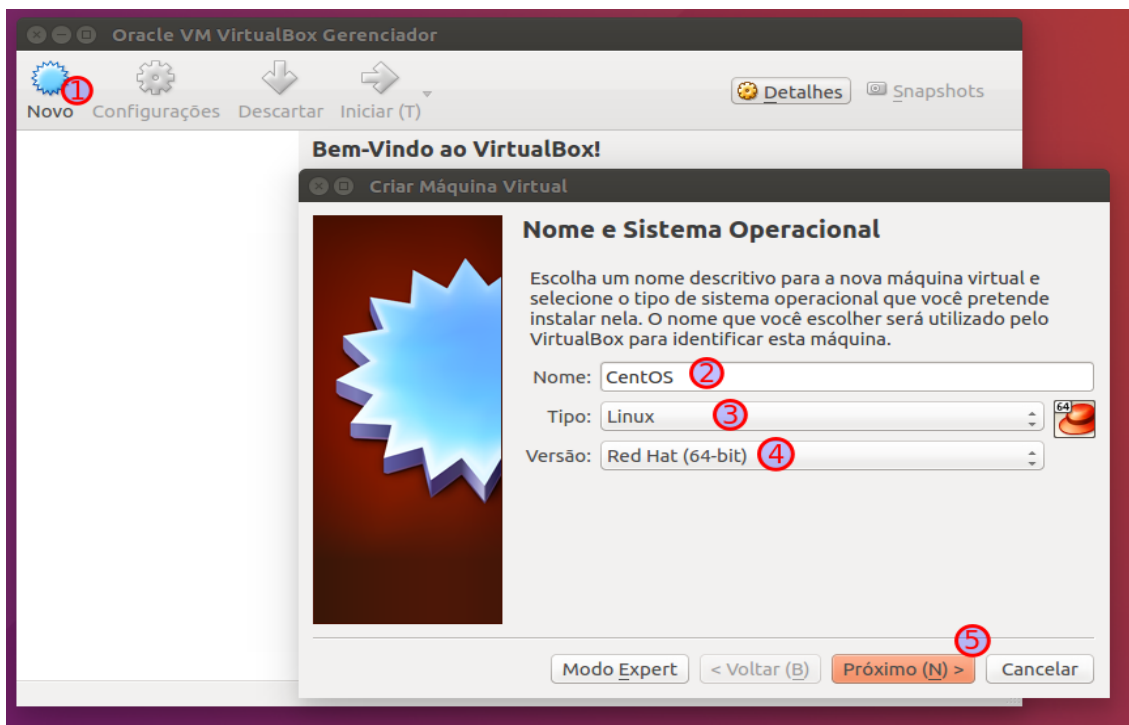 Oracle VM VirtualBox Gerenciador
1
Novo Configurações Descartar Iniciar (T)
Detalhes Snapshots
Bem-Vindo ao VirtualBox!
Criar Máquina Virtual
Nome e Sistema Operacional
Escolha um nome descritivo para a nova máquina virtual e
selecione o tipo de sistema operacional que você pretende
instalar nela. O nome que você escolher será utilizado pelo
VirtualBox para identificar esta máquina.
Nome: CentOS 2
Tipo: Linux 3 64
Versão: Red Hat (64-bit) 4
5
Modo Expert < Voltar (B) Próximo (N) > Cancelar